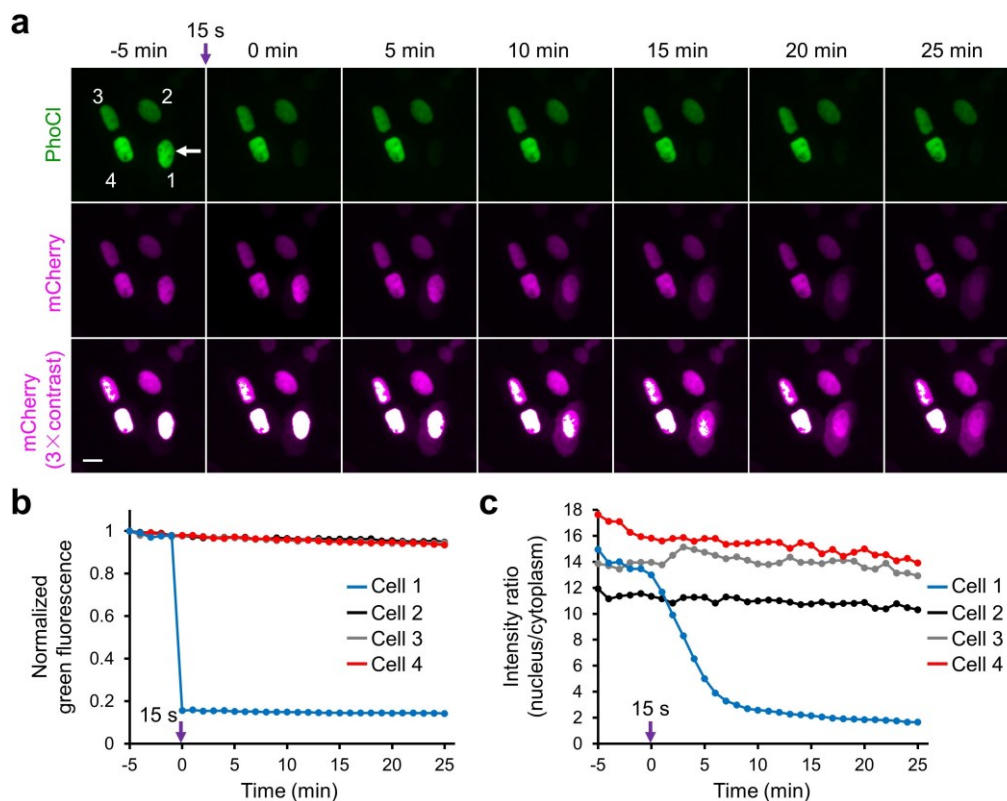 a
15 s
-5 min 0 min 5 min 10 min 15 min 20 min 25 min
PhoCl
3 2
4 1
mCherry
mCherry
(3×contrast)
b
Normalized
green fluorescence
1
0.8
0.6
0.4
0.2
0
15 s
Cell 1
Cell 2
Cell 3
Cell 4
-5 0 5 10 15 20 25
Time (min)
c
Intensity ratio
(nucleus/cytoplasm)
18
16
14
12
10
8
6
4
2
0
15 s
Cell 1
Cell 2
Cell 3
Cell 4
-5 0 5 10 15 20 25
Time (min)